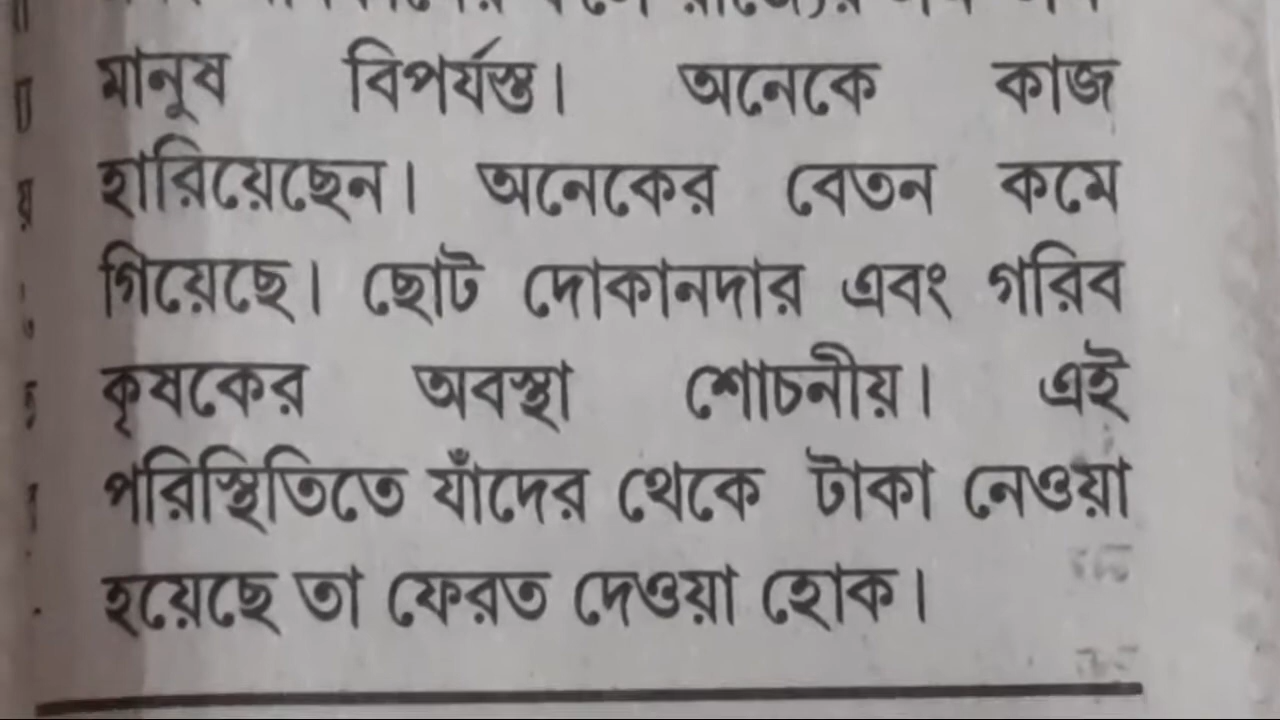 মানুষ বিপর্যস্ত। অনেকে কাজ
হারিয়েছেন। অনেকের বেতন কমে
গিয়েছে। ছোট দোকানদার এবং গরিব
কৃষকের অবস্থা শোচনীয়। এই
পরিস্থিতিতে যাঁদের থেকে টাকা নেওয়া
হয়েছে তা ফেরত দেওয়া হোক।